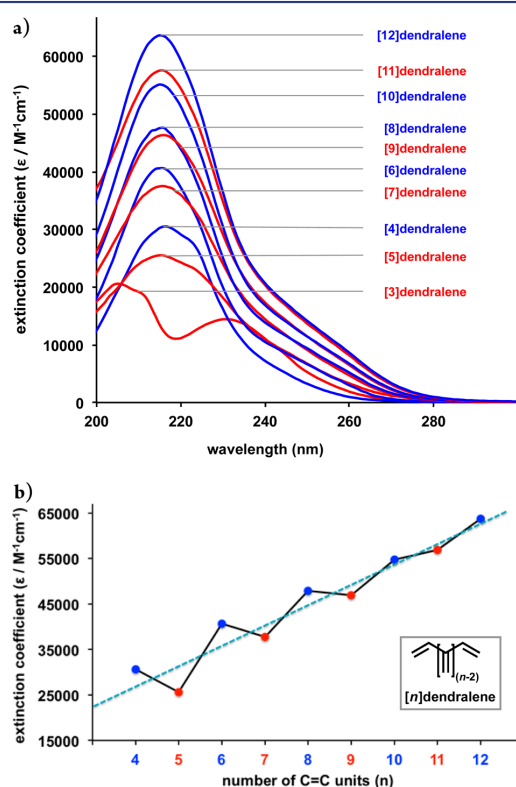 a)
extinction coefficient (ε / M-1cm-1)
60000
50000
40000
30000
20000
10000
0
200
220
240
260
280
wavelength (nm)
[12]dendralene
[11]dendralene
[10]dendralene
[8]dendralene
[9]dendralene
[6]dendralene
[7]dendralene
[4]dendralene
[5]dendralene
[3]dendralene
b)
extinction coefficient (ε / M-1cm-1)
65000
55000
45000
35000
25000
15000
(n-2)
[n]dendralene
4 5 6 7 8 9 10 11 12
number of C=C units (n)